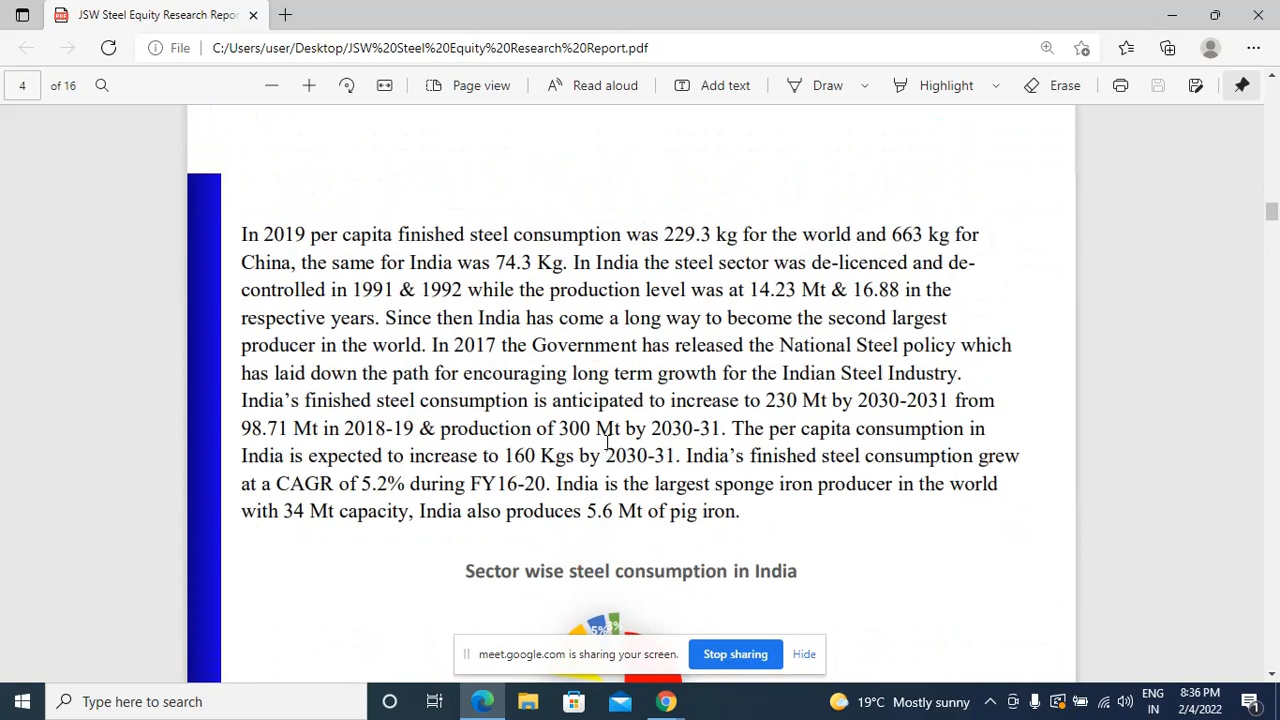 JSW Steel Equity Research Repor
File
C:/Users/user/Desktop/JSW%20Steel%20Equity%20Research%20Report.pdf
4 of 16
Page view
Read aloud
Add text
Draw
Highlight
Erase
In 2019 per capita finished steel consumption was 229.3 kg for the world and 663 kg for
China, the same for India was 74.3 Kg. In India the steel sector was de-licenced and de-
controlled in 1991 & 1992 while the production level was at 14.23 Mt & 16.88 in the
respective years. Since then India has come a long way to become the second largest
producer in the world. In 2017 the Government has released the National Steel policy which
has laid down the path for encouraging long term growth for the Indian Steel Industry.
India's finished steel consumption is anticipated to increase to 230 Mt by 2030-2031 from
98.71 Mt in 2018-19 & production of 300 Mt by 2030-31. The per capita consumption in
India is expected to increase to 160 Kgs by 2030-31. India's finished steel consumption grew
at a CAGR of 5.2% during FY16-20. India is the largest sponge iron producer in the world
with 34 Mt capacity, India also produces 5.6 Mt of pig iron.
Sector wise steel consumption in India
5%
3%
meet.google.com is sharing your screen.
Stop sharing
Hide
Type here to search
19°C Mostly sunny
ENG
IN
8:36 PM
2/4/2022
1